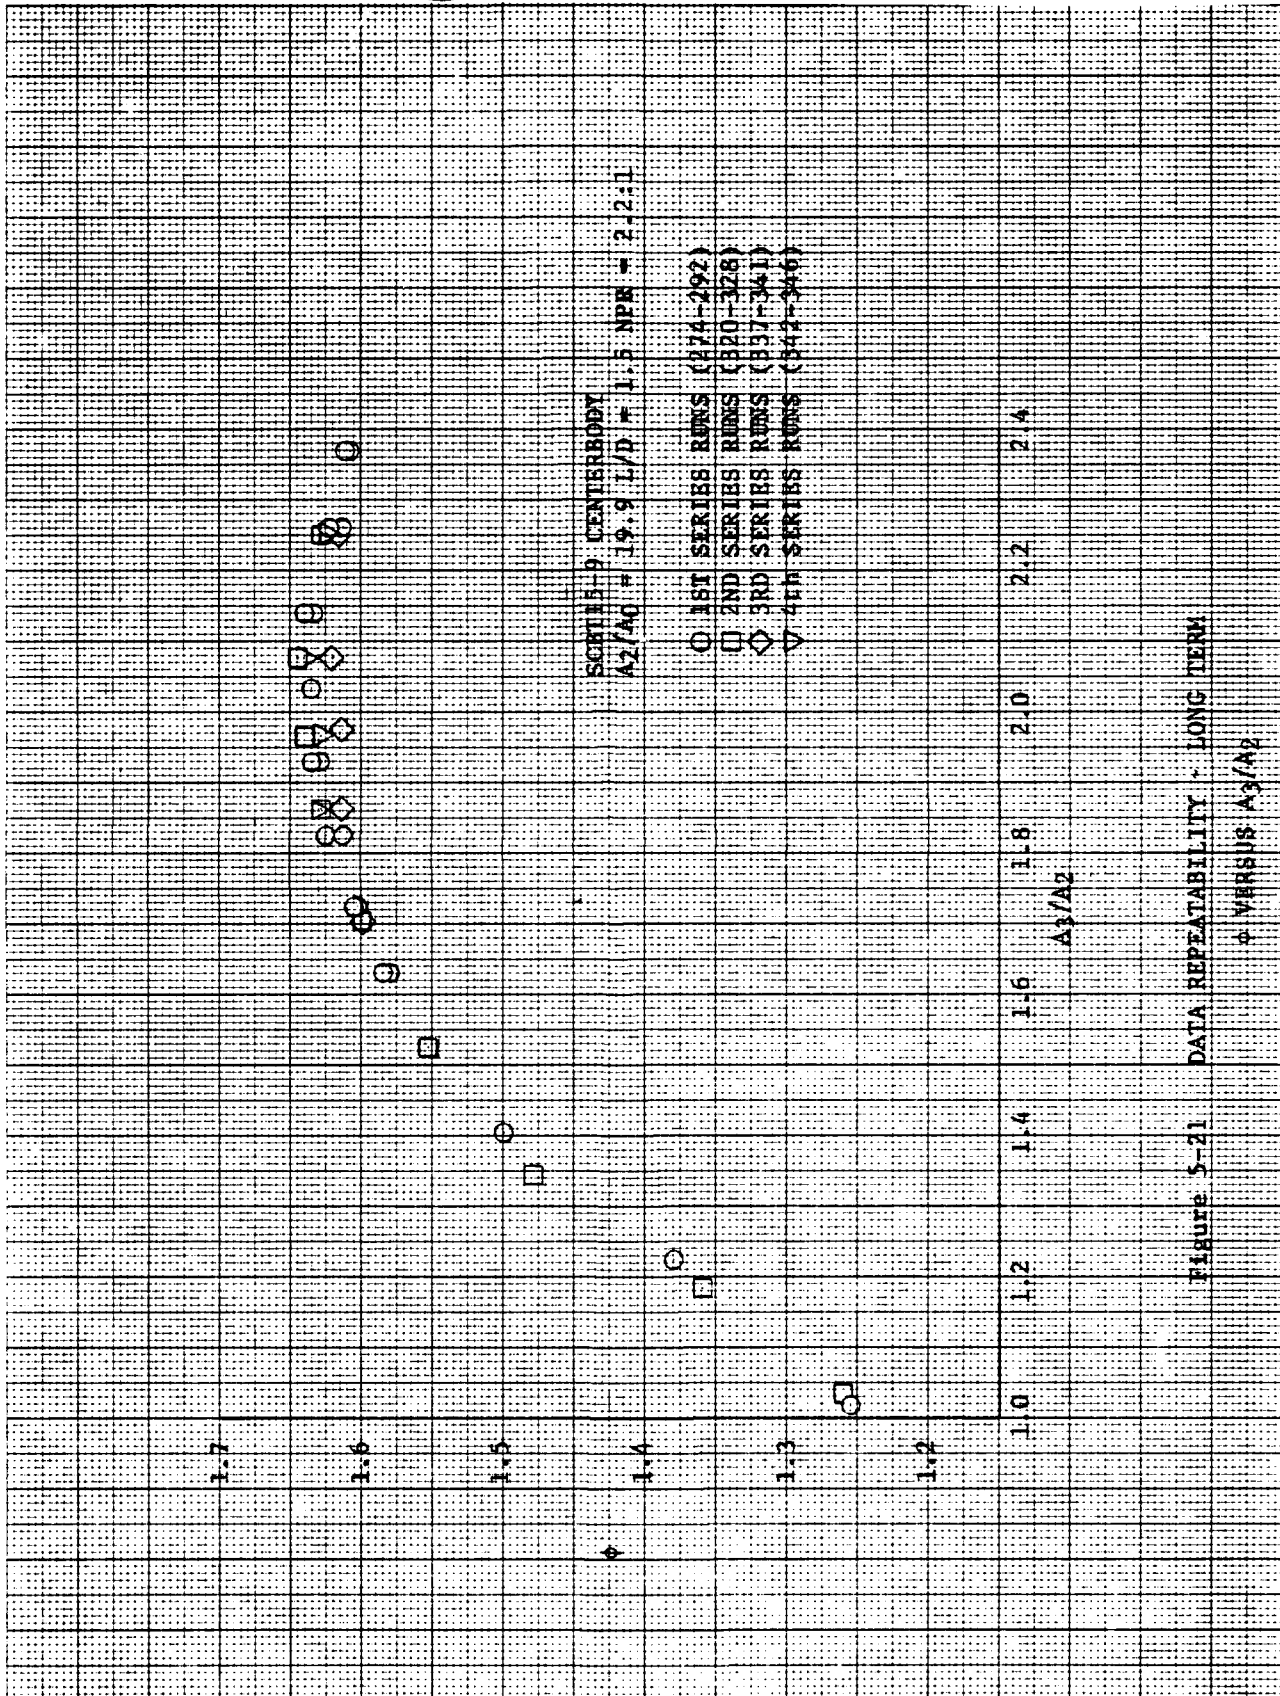 1.7
1.6
1.5
1.4
1.3
1.2
ϕ
SCBT15-9 CENTERBODY
A2/A0 = 19.9 L/D = 1.5 NPR = 2.2:1
○ 1ST SERIES RUNS (274-292)
□ 2ND SERIES RUNS (320-328)
◇ 3RD SERIES RUNS (337-341)
▽ 4th SERIES RUNS (342-346)
1.0 1.2 1.4 1.6 1.8 2.0 2.2 2.4
A3/A2
Figure 5-21 DATA REPEATABILITY - LONG TERM
ϕ VERSUS A3/A2